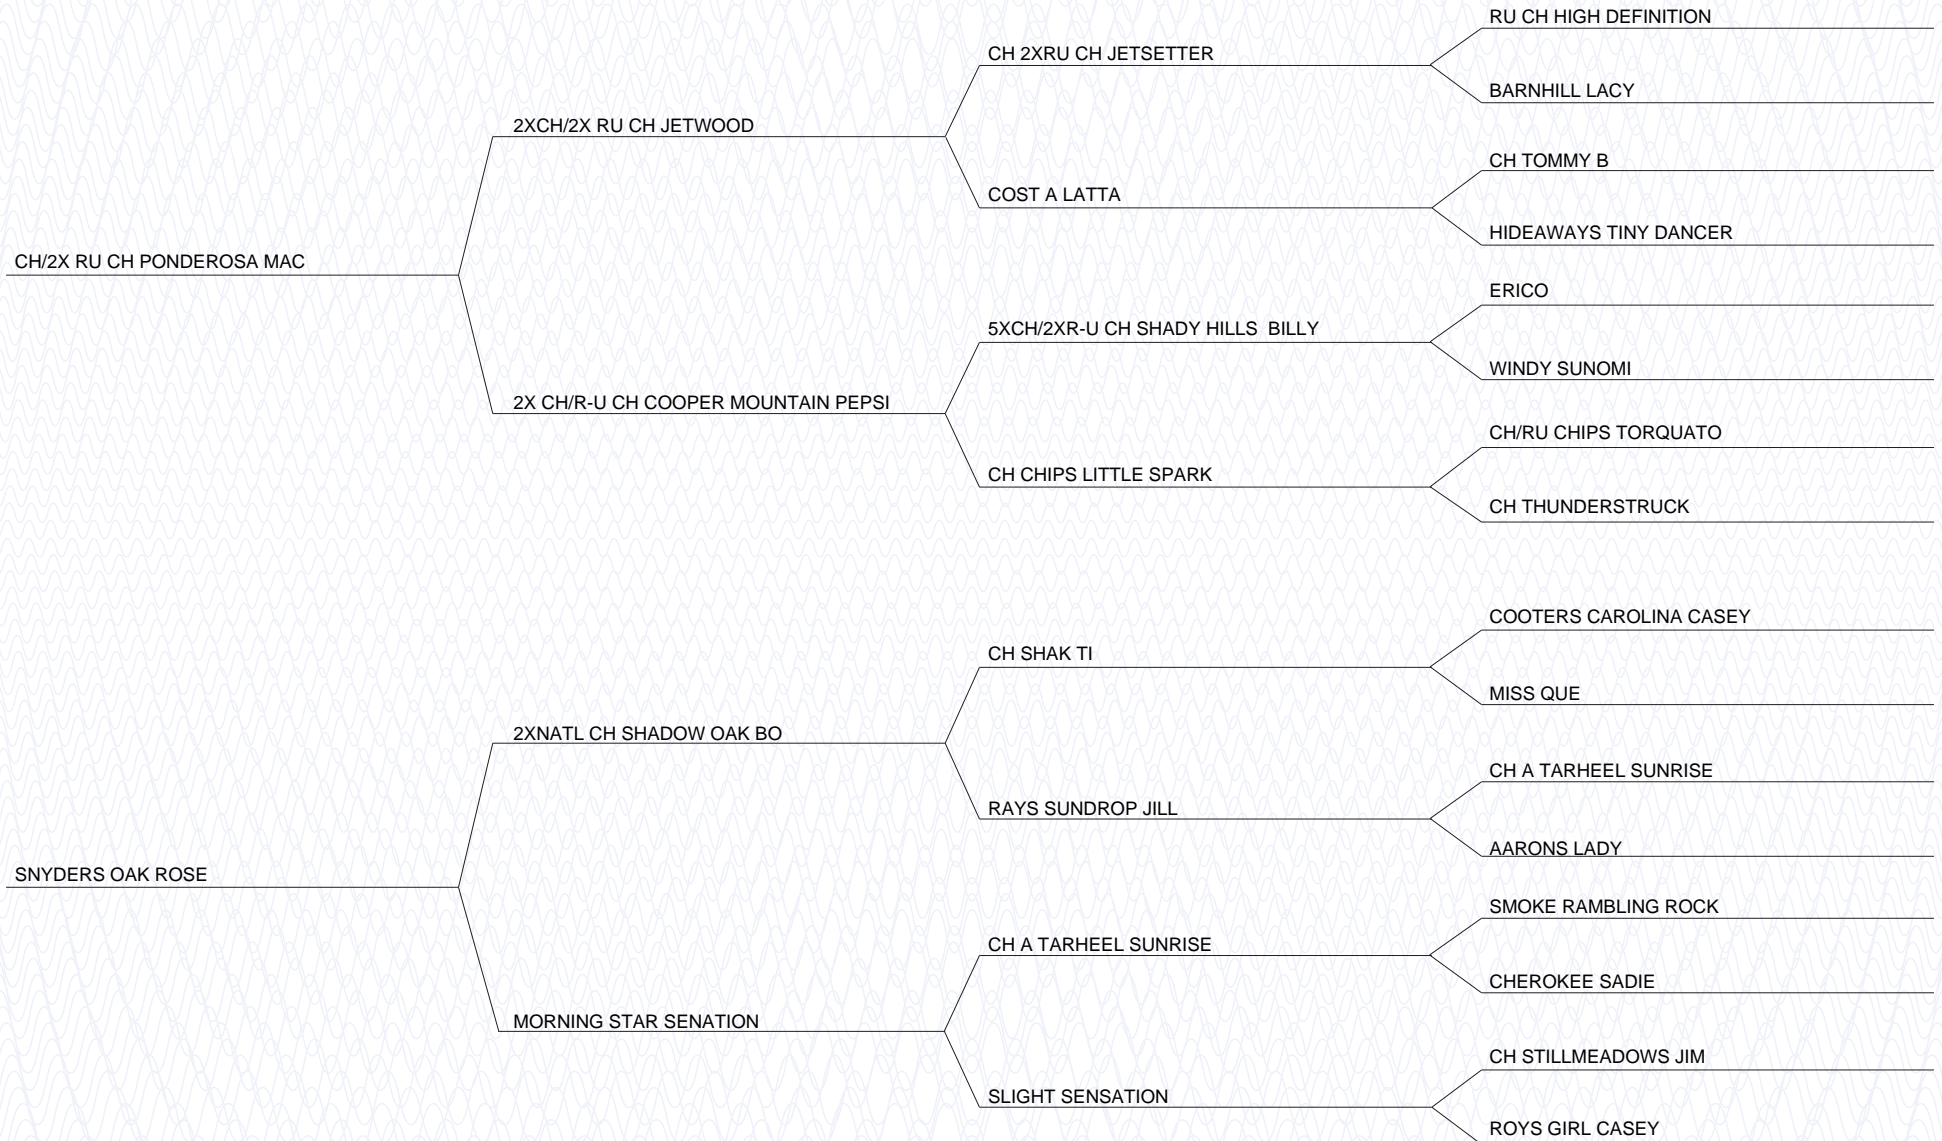 RU CH HIGH DEFINITION
CH 2XRU CH JETSETTER
BARNHILL LACY
2XCH/2X RU CH JETWOOD
CH TOMMY B
COST A LATTA
HIDEAWAYS TINY DANCER
CH/2X RU CH PONDEROSA MAC
ERICO
5XCH/2XR-U CH SHADY HILLS  BILLY
WINDY SUNOMI
2X CH/R-U CH COOPER MOUNTAIN PEPSI
CH/RU CHIPS TORQUATO
CH CHIPS LITTLE SPARK
CH THUNDERSTRUCK
COOTERS CAROLINA CASEY
CH SHAK TI
MISS QUE
2XNATL CH SHADOW OAK BO
CH A TARHEEL SUNRISE
RAYS SUNDROP JILL
AARONS LADY
SNYDERS OAK ROSE
SMOKE RAMBLING ROCK
CH A TARHEEL SUNRISE
CHEROKEE SADIE
MORNING STAR SENATION
CH STILLMEADOWS JIM
SLIGHT SENSATION
ROYS GIRL CASEY